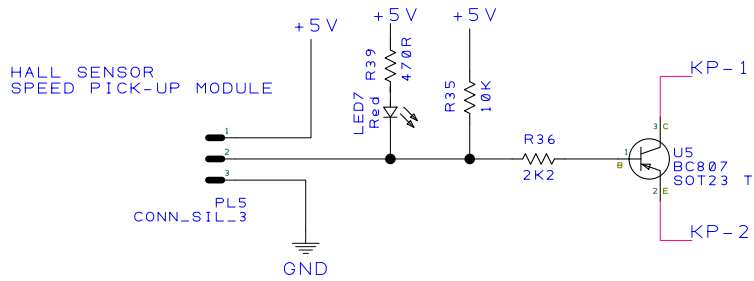 +5V
+5V
+5V
HALL SENSOR
SPEED PICK-UP MODULE
R39
470R
LED7
Red
R35
10K
KP-1
1
2
3
PL5
CONN_SIL_3
GND
R36
2K2
3
C
1
B
2
E
U5
BC807
SOT23 T
KP-2